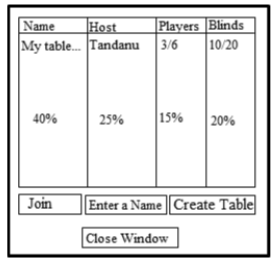 Name Host Players Blinds
My table... Tandanu 3/6 10/20
40% 25% 15% 20%
Join Enter a Name Create Table
Close Window